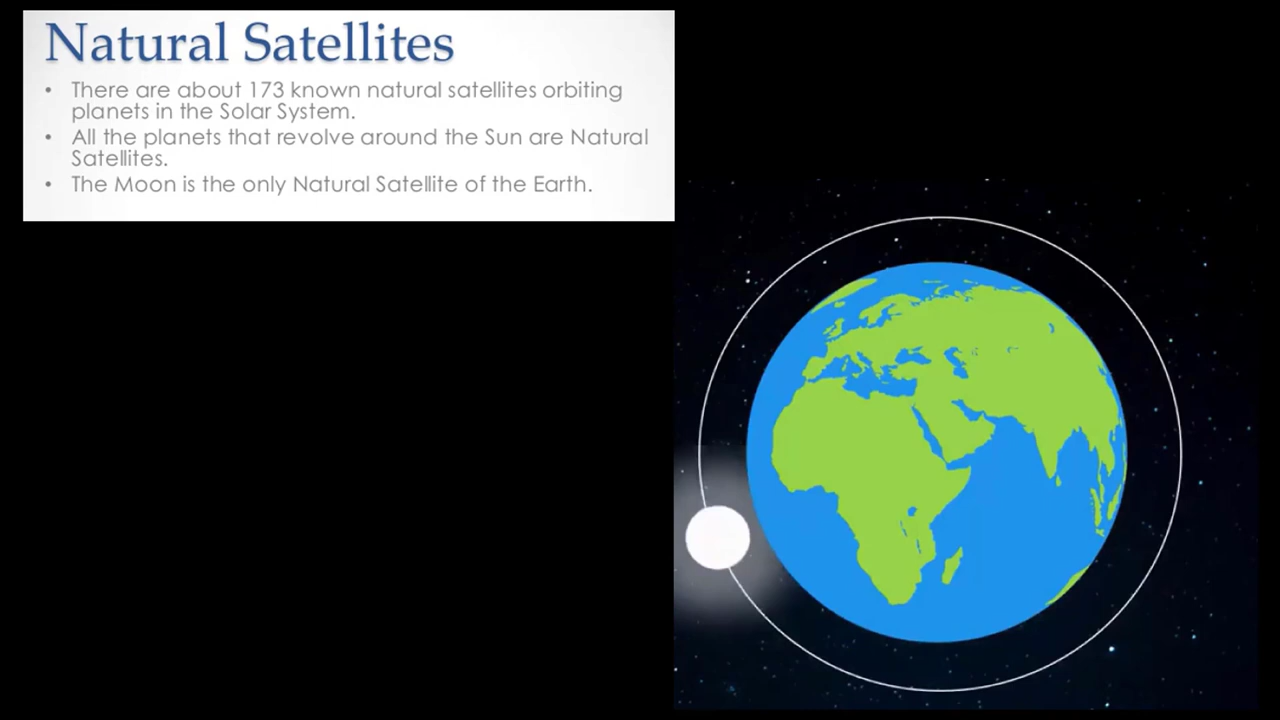 Natural Satellites
• There are about 173 known natural satellites orbiting
planets in the Solar System.
• All the planets that revolve around the Sun are Natural
Satellites.
• The Moon is the only Natural Satellite of the Earth.